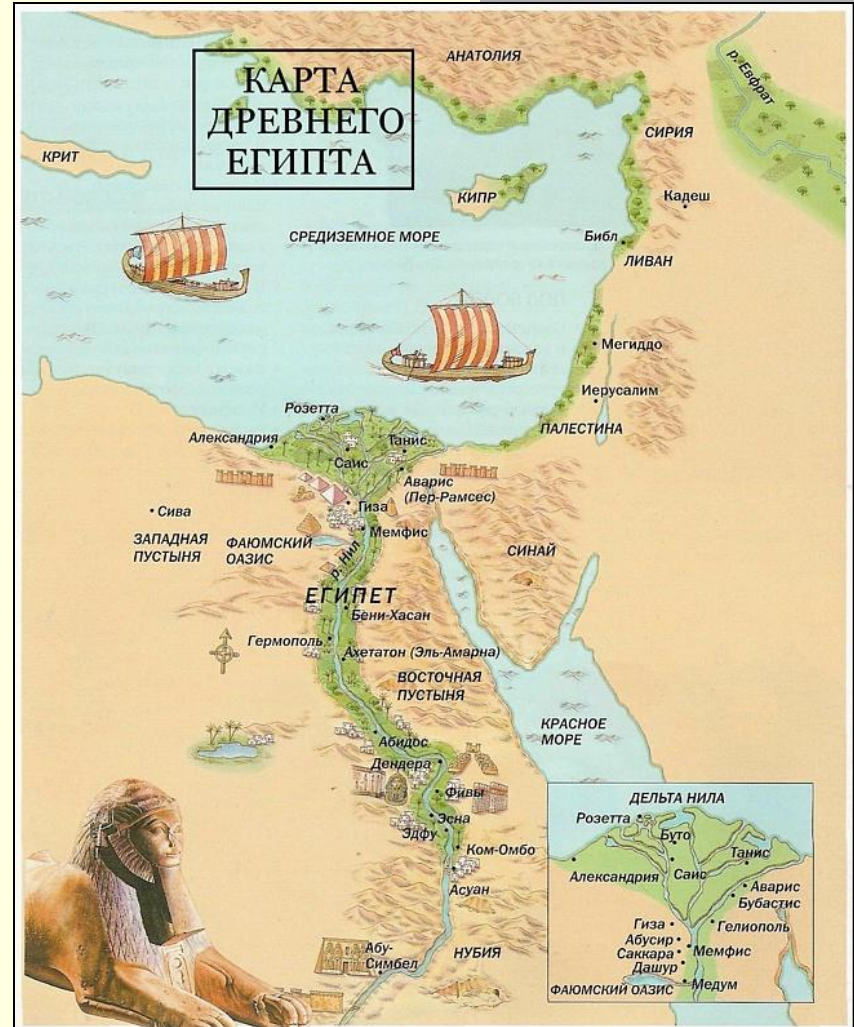 КАРТА
ДРЕВНЕГО
ЕГИПТА
АНАТОЛИЯ
р. Евфрат
КРИТ
СИРИЯ
КИПР
Кадеш
СРЕДИЗЕМНОЕ МОРЕ
Библ
ЛИВАН
Мегиддо
Иерусалим
ПАЛЕСТИНА
Розетта
Александрия
Танис
Саис
Аварис
(Пер-Рамсес)
Гиза
Сива
Мемфис
ЗАПАДНАЯ
ПУСТЫНЯ
ФАЮМСКИЙ
ОАЗИС
р. Нил
СИНАЙ
ЕГИПЕТ
Бени-Хасан
Гермополь
Ахетатон (Эль-Амарна)
ВОСТОЧНАЯ
ПУСТЫНЯ
КРАСНОЕ
МОРЕ
Абидос
Дендера
Фивы
Эсна
Эдфу
Ком-Омбо
Асуан
Абу-
Симбел
НУБИЯ
ДЕЛЬТА НИЛА
Розетта
Буто
Танис
Александрия
Саис
Аварис
Бубастис
Гиза
Гелиополь
Абусир
Саккара
Мемфис
Дашур
Медум
ФАЮМСКИЙ ОАЗИС